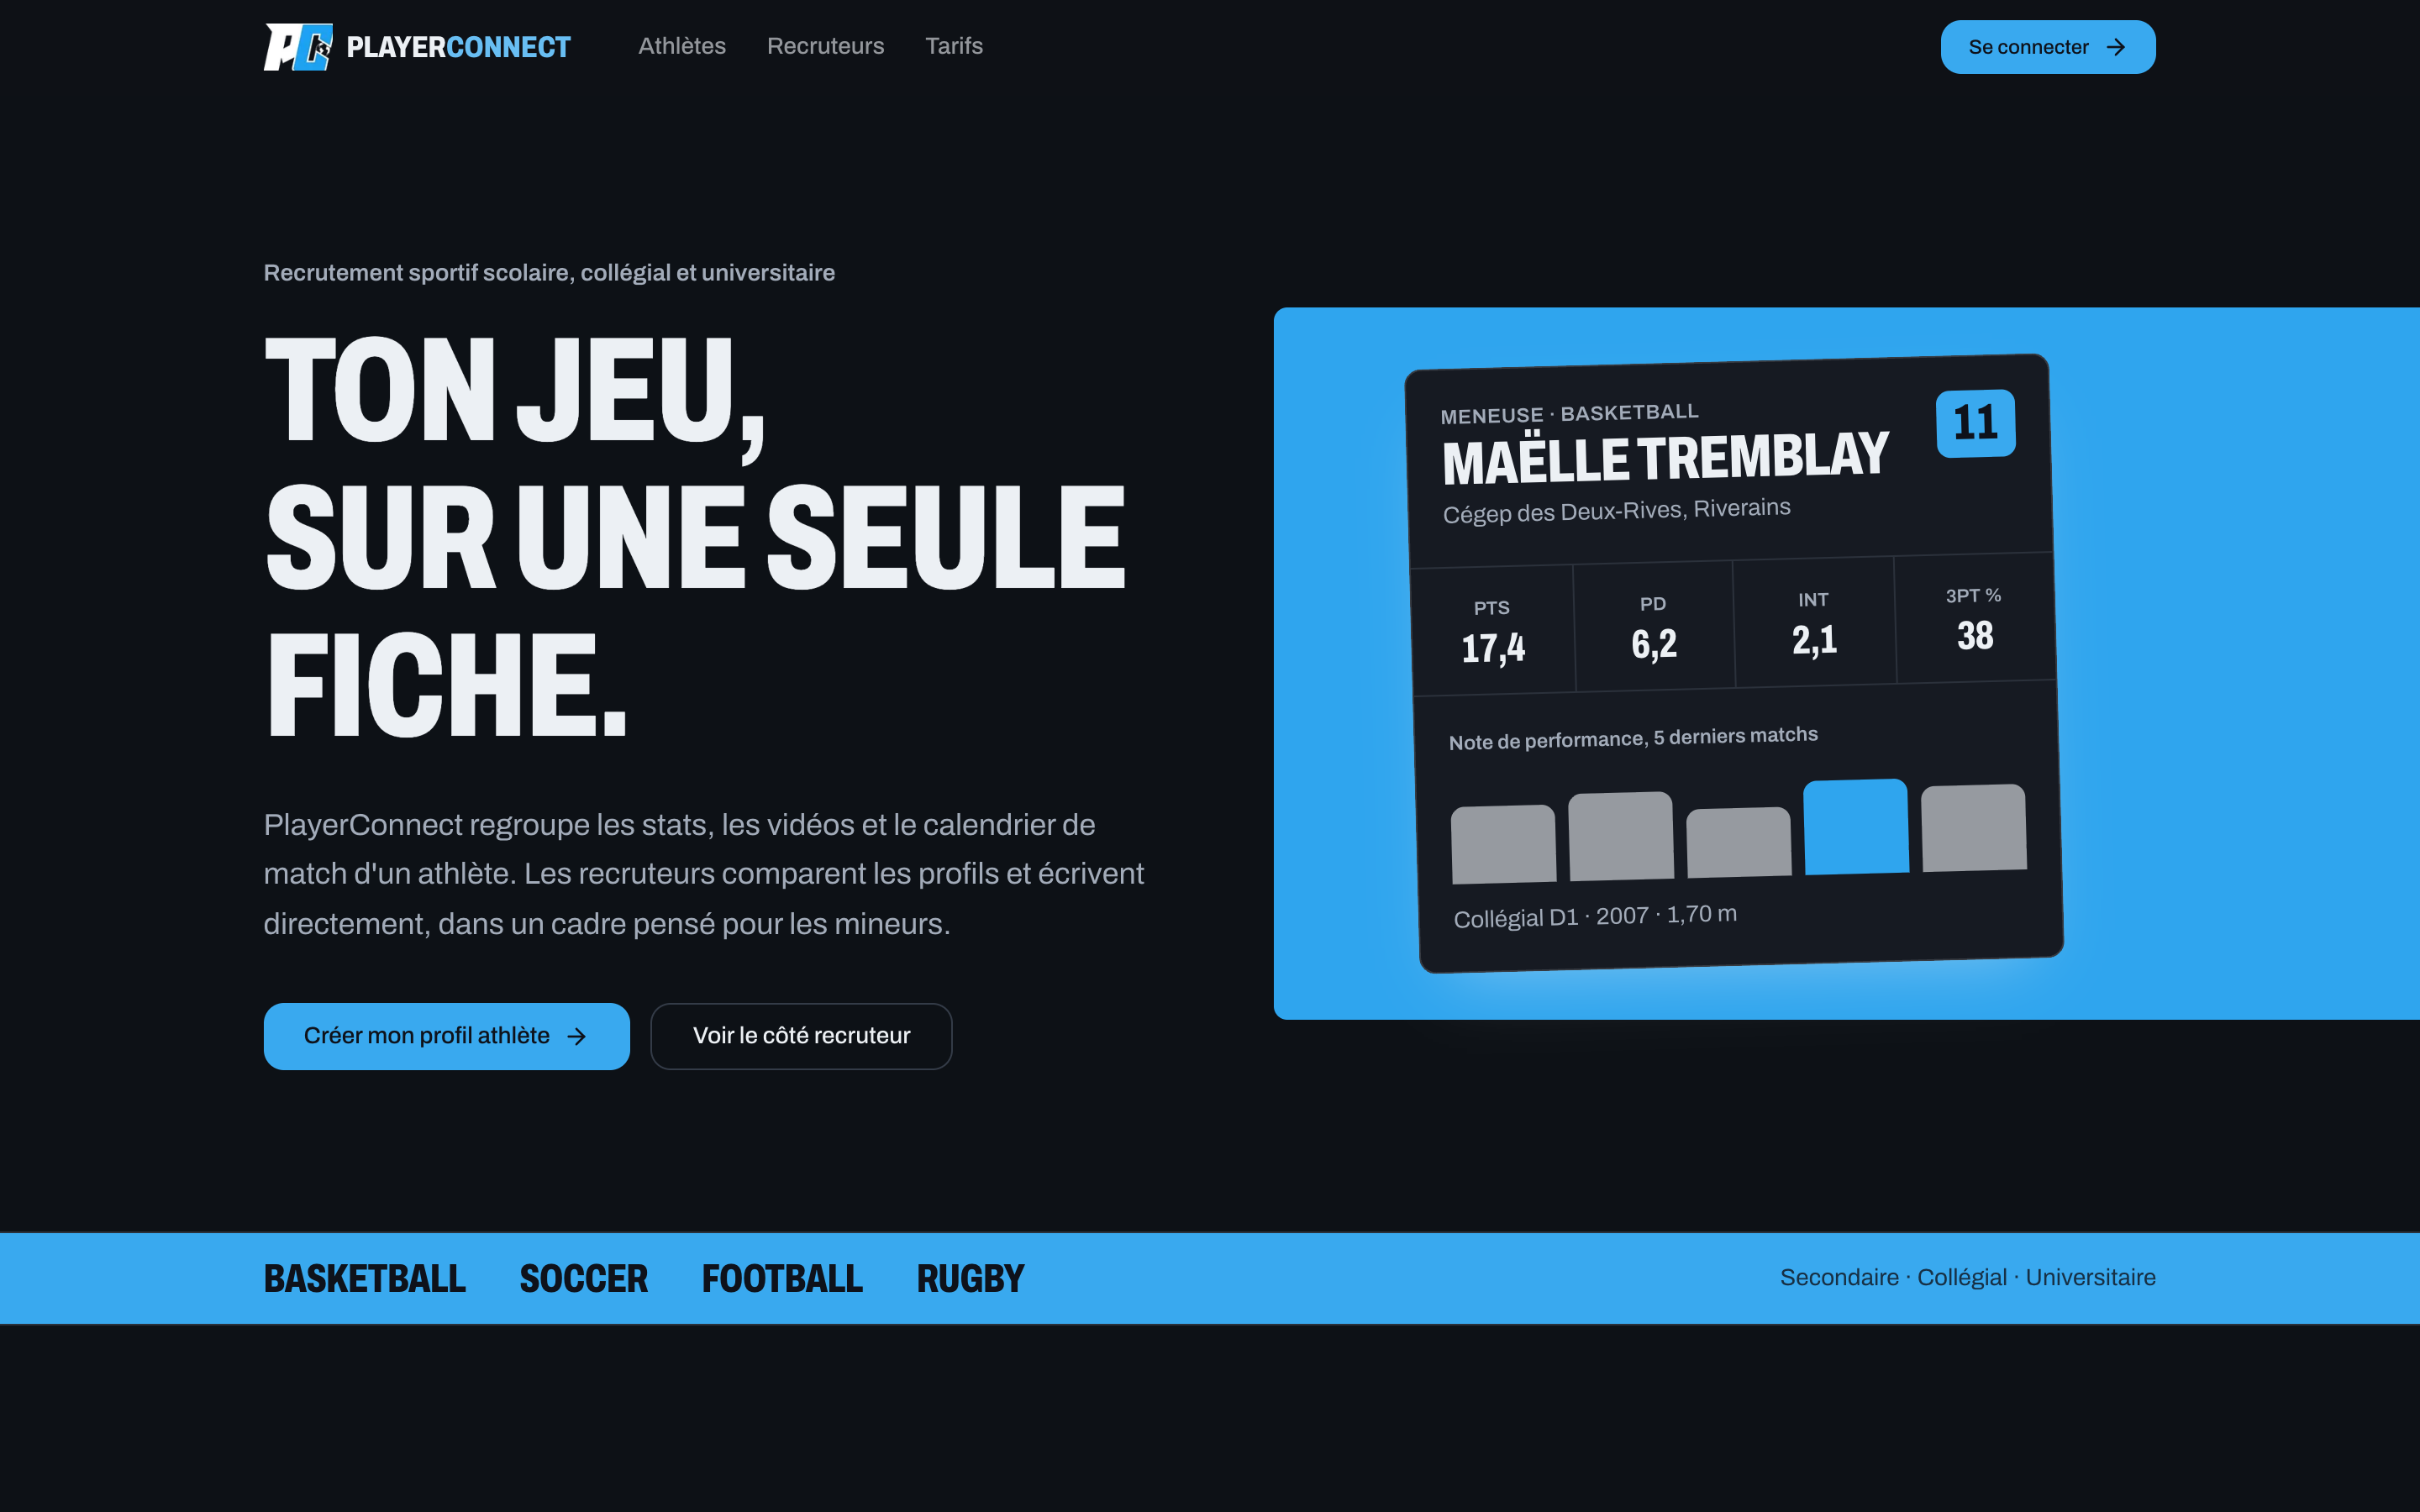 PC PLAYERCONNECT
Athlètes
Recruteurs
Tarifs
Se connecter
Recrutement sportif scolaire, collégial et universitaire
TON JEU,
SUR UNE SEULE
FICHE.
PlayerConnect regroupe les stats, les vidéos et le calendrier de
match d'un athlète. Les recruteurs comparent les profils et écrivent
directement, dans un cadre pensé pour les mineurs.
Créer mon profil athlète
Voir le côté recruteur
MENEUSE · BASKETBALL
11
MAËLLE TREMBLAY
Cégep des Deux-Rives, Riverains
PTS
17,4
PD
6,2
INT
2,1
3PT %
38
Note de performance, 5 derniers matchs
Collégial D1 · 2007 · 1,70 m
BASKETBALL
SOCCER
FOOTBALL
RUGBY
Secondaire · Collégial · Universitaire